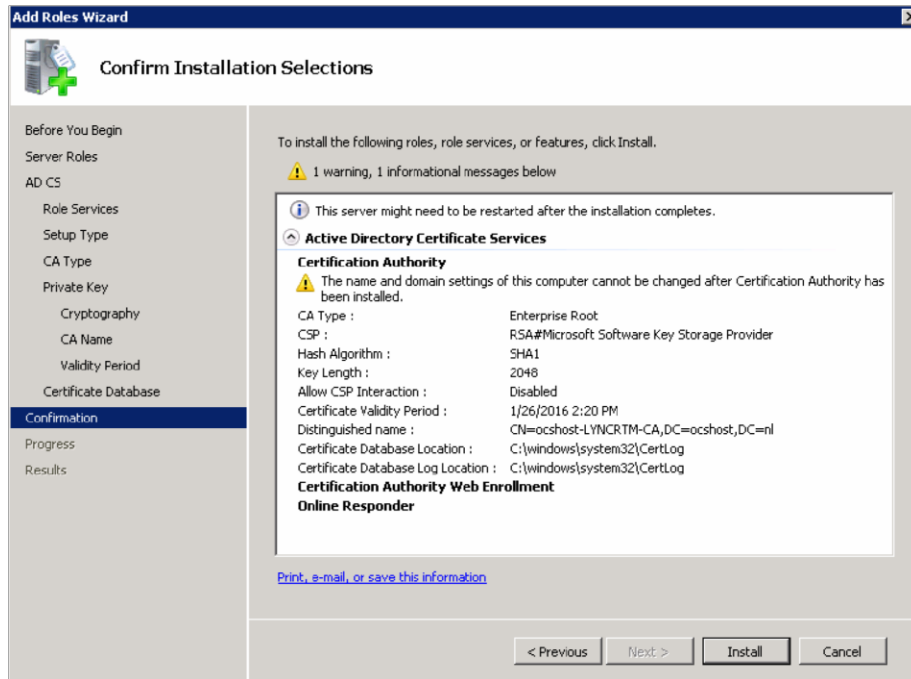 Add Roles Wizard
Confirm Installation Selections
Before You Begin
Server Roles
AD CS
Role Services
Setup Type
CA Type
Private Key
Cryptography
CA Name
Validity Period
Certificate Database
Confirmation
Progress
Results
To install the following roles, role services, or features, click Install.
1 warning, 1 informational messages below
This server might need to be restarted after the installation completes.
Active Directory Certificate Services
Certification Authority
The name and domain settings of this computer cannot be changed after Certification Authority has
been installed.
CA Type : Enterprise Root
CSP : RSA#Microsoft Software Key Storage Provider
Hash Algorithm : SHA1
Key Length : 2048
Allow CSP Interaction : Disabled
Certificate Validity Period : 1/26/2016 2:20 PM
Distinguished name : CN=ocshost-LYNCRTM-CA,DC=ocshost,DC=nl
Certificate Database Location : C:\windows\system32\CertLog
Certificate Database Log Location : C:\windows\system32\CertLog
Certification Authority Web Enrollment
Online Responder
Print, e-mail, or save this information
< Previous Next > Install Cancel